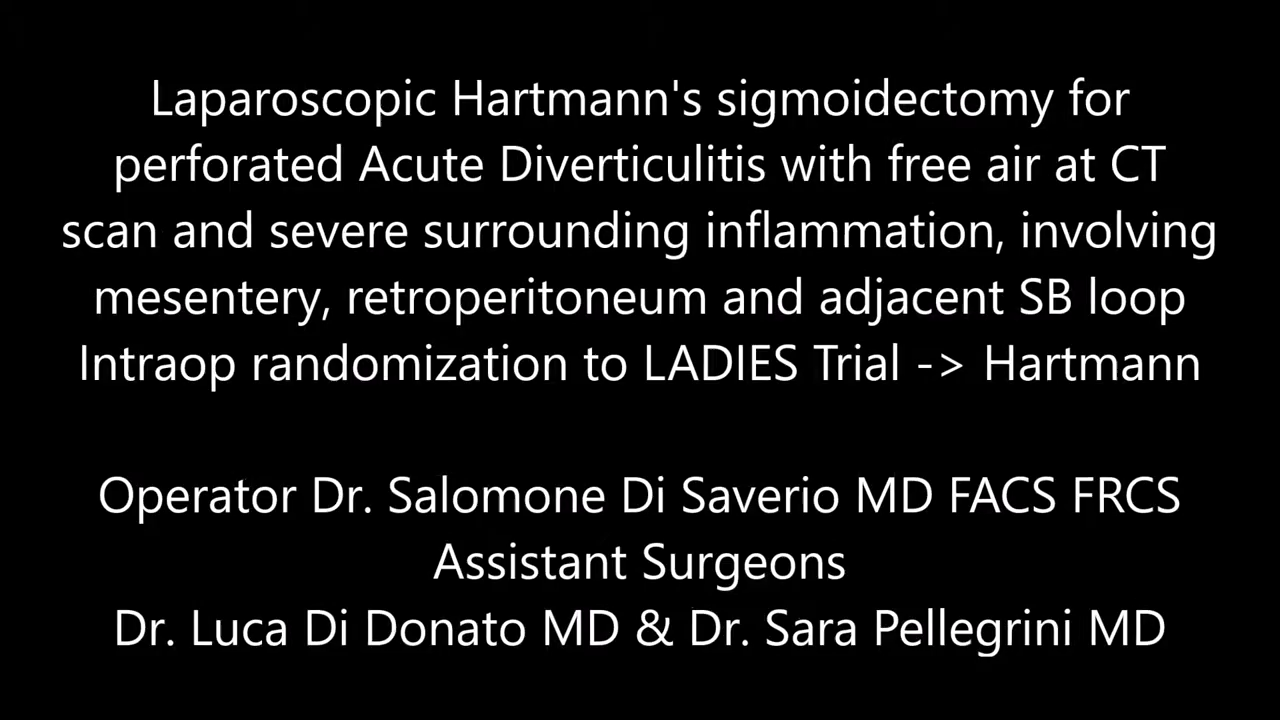 Laparoscopic Hartmann's sigmoidectomy for
perforated Acute Diverticulitis with free air at CT
scan and severe surrounding inflammation, involving
mesentery, retroperitoneum and adjacent SB loop
Intraop randomization to LADIES Trial -> Hartmann
Operator Dr. Salomone Di Saverio MD FACS FRCS
Assistant Surgeons
Dr. Luca Di Donato MD & Dr. Sara Pellegrini MD